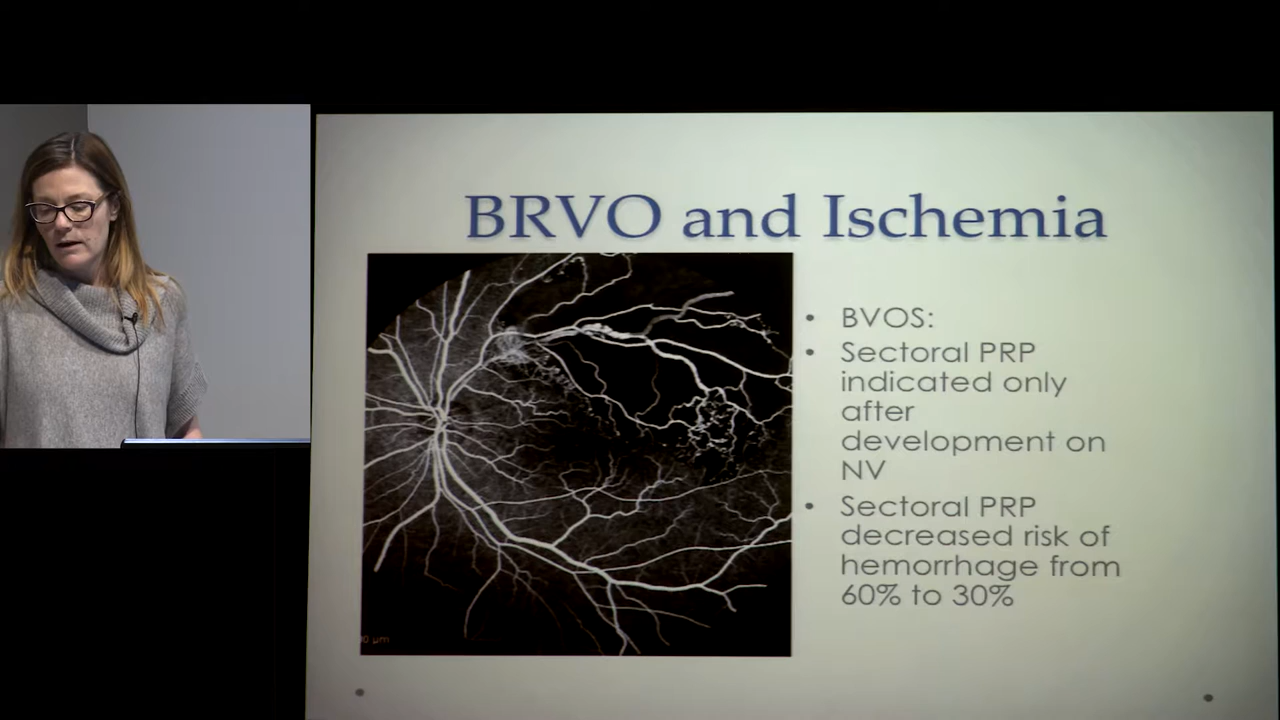 BRVO and Ischemia
• BVOS:
• Sectoral PRP
indicated only
after
development on
NV
• Sectoral PRP
decreased risk of
hemorrhage from
60% to 30%